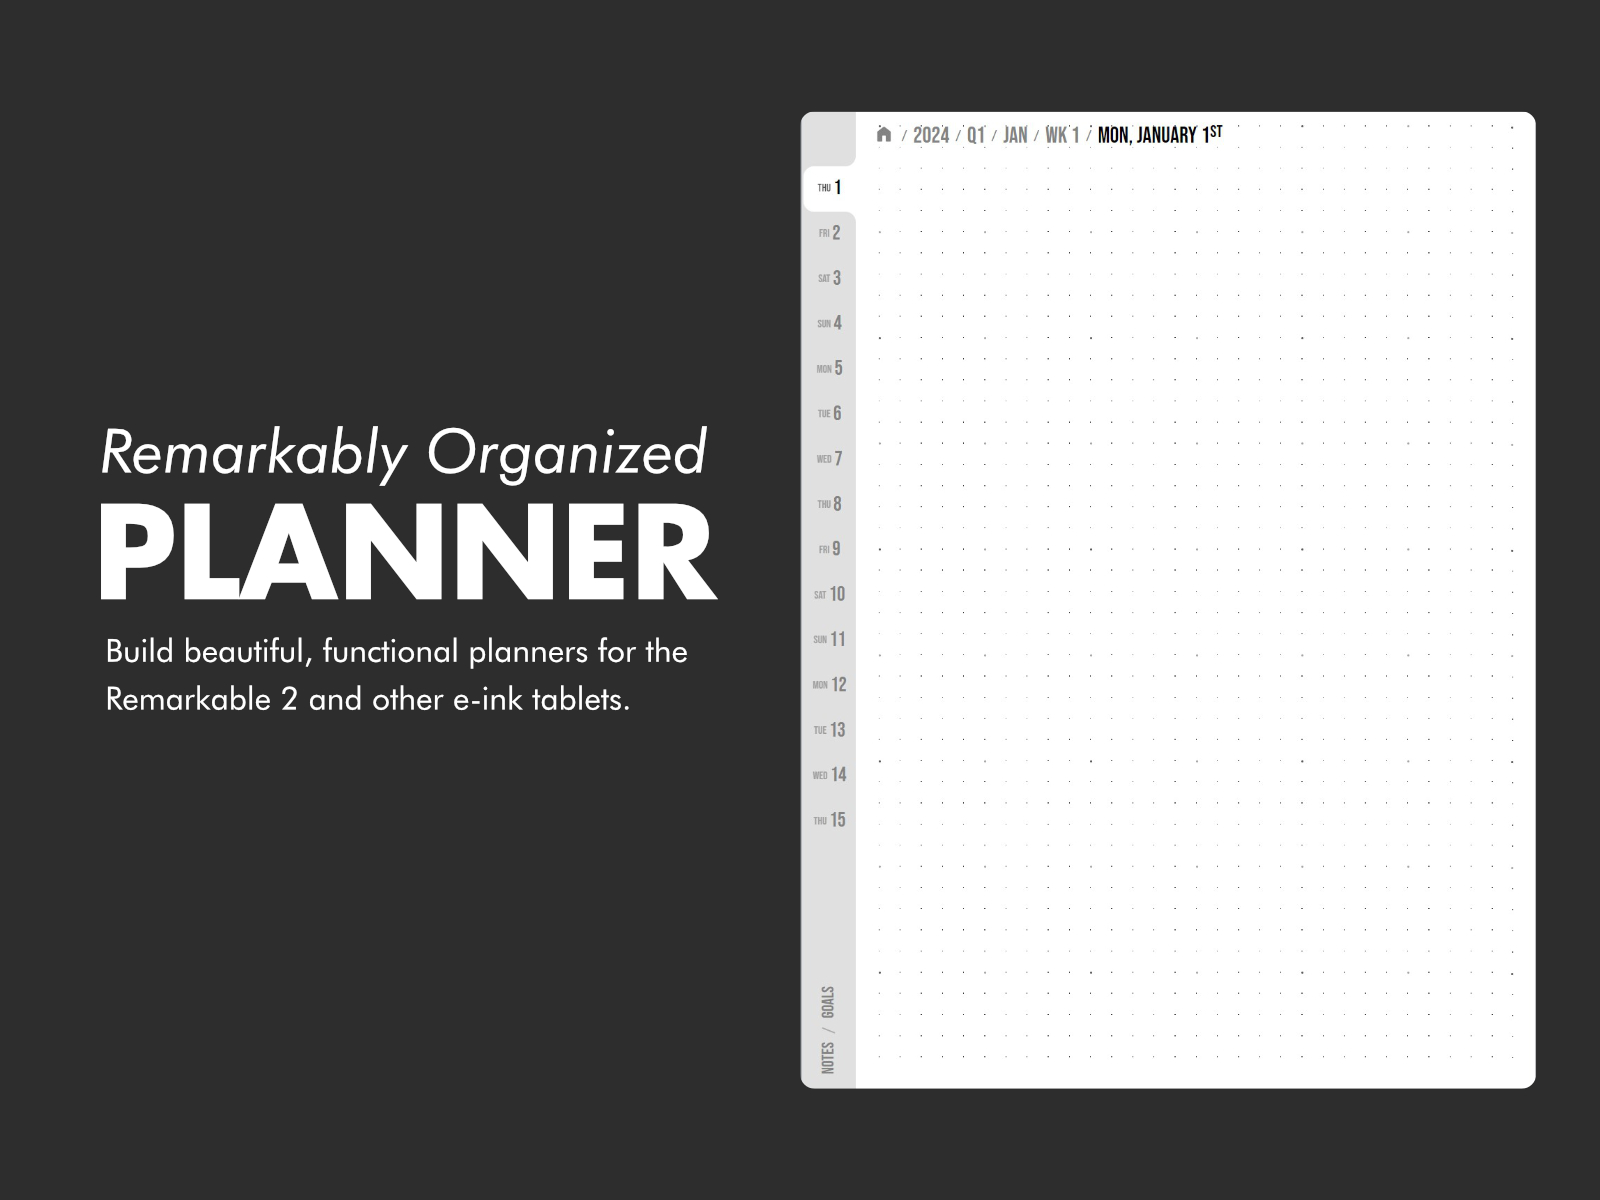 Remarkably Organized
PLANNER
Build beautiful, functional planners for the
Remarkable 2 and other e-ink tablets.
/ 2024 / Q1 / JAN / WK 1 / MON, JANUARY 1ST
THU 1
FRI 2
SAT 3
SUN 4
MON 5
TUE 6
WED 7
THU 8
FRI 9
SAT 10
SUN 11
MON 12
TUE 13
WED 14
THU 15
NOTES / GOALS